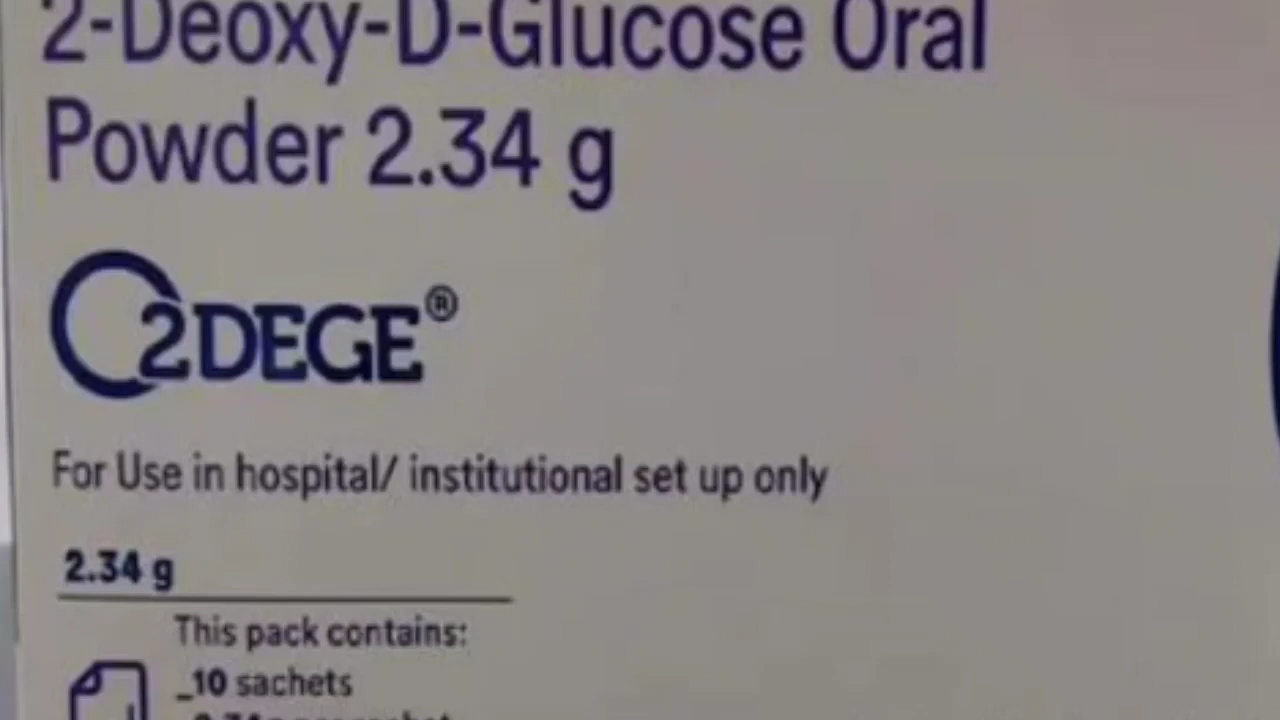 2-Deoxy-D-Glucose Oral
Powder 2.34 g
2DEGE®
For Use in hospital/ institutional set up only
2.34 g
This pack contains:
10 sachets